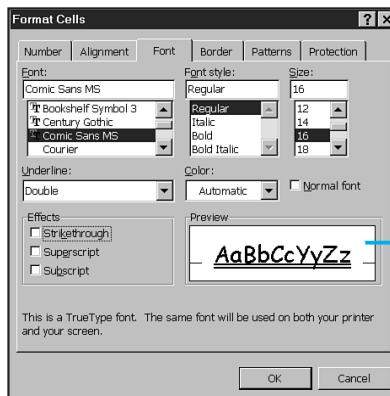 Format Cells
Number Alignment Font Border Patterns Protection
Font: Font style: Size:
Comic Sans MS Regular 16
Bookshelf Symbol 3 Regular 12
Century Gothic Italic 14
Comic Sans MS Bold 16
Courier Bold Italic 18
Underline: Color:
Double Automatic Normal font
Effects Preview
Strikethrough
Superscript AaBbCcYyZz
Subscript
This is a TrueType font. The same font will be used on both your printer
and your screen.
OK Cancel